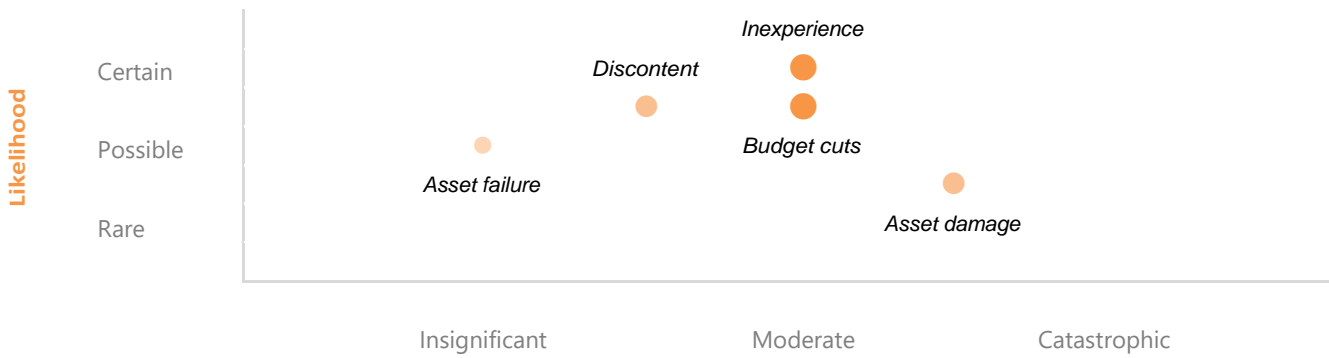 Inexperience
Certain
Discontent
Likelihood
Possible
Budget cuts
Asset failure
Rare
Asset damage
Insignificant
Moderate
Catastrophic